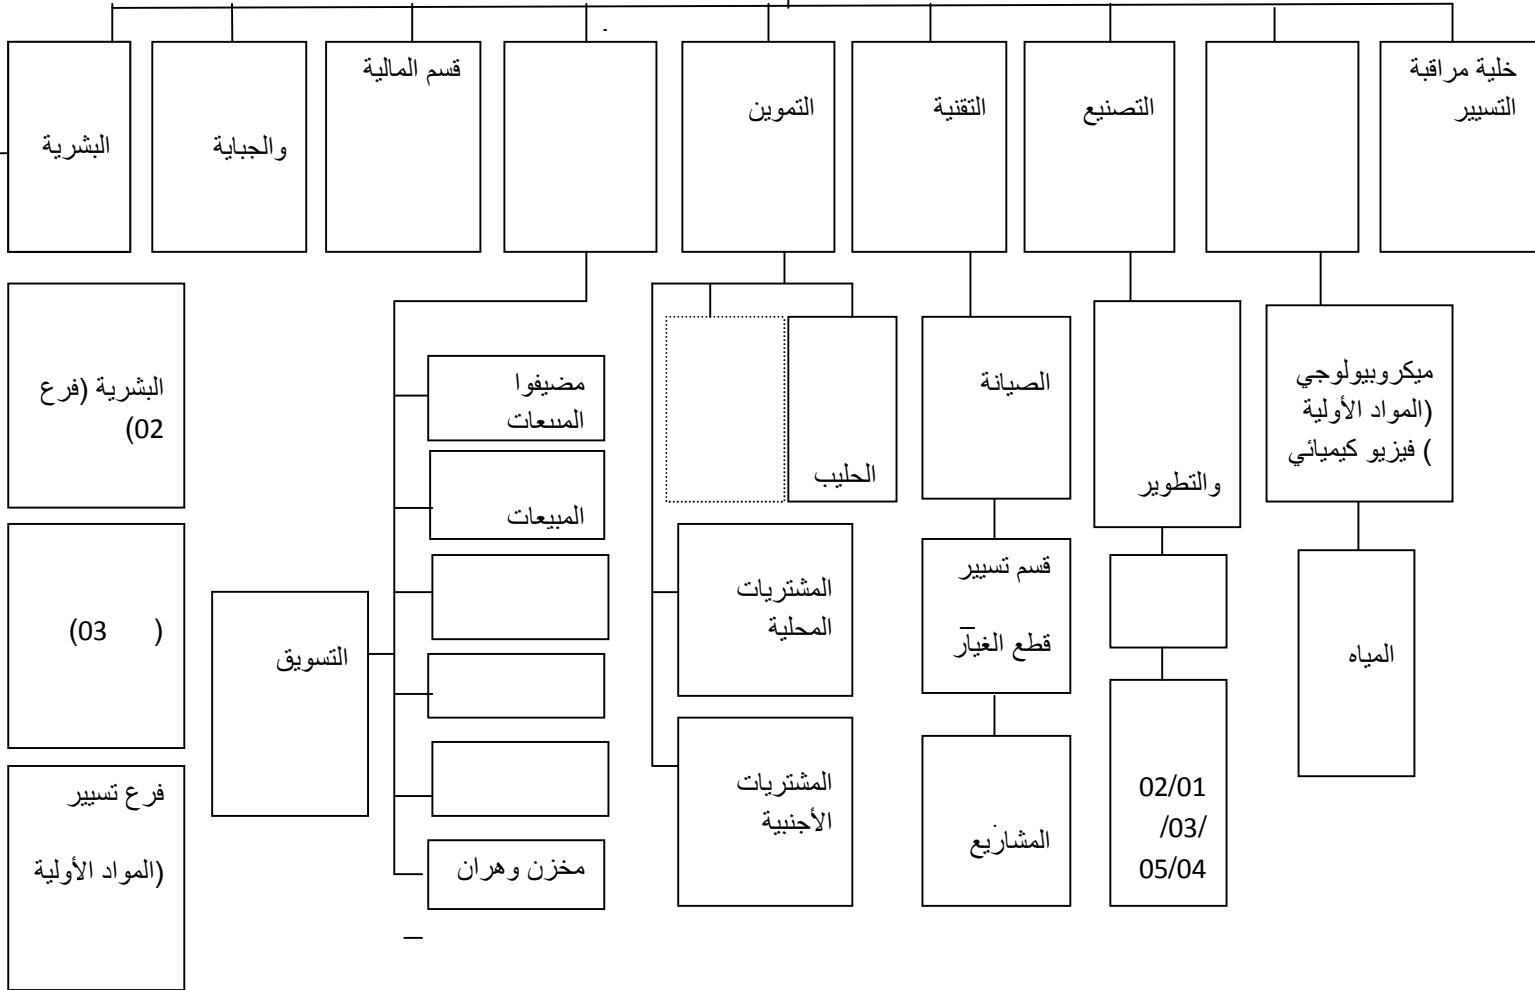 خلية مراقبة
التسيير
التصنيع
التقنية
التموين
قسم المالية
والجباية
البشرية
ميكروبيولوجي
(المواد الأولية
) فيزيو كيميائي
المياه
والتطوير
02/01
/03/
05/04
الصيانة
قسم تسيير
قطع الغيار
المشاريع
الحليب
المشتريات
المحلية
المشتريات
الأجنبية
مضيفوا
المبيعات
المبيعات
مخزن وهران
التسويق
البشرية (فرع
02)
( 03)
فرع تسيير
(المواد الأولية